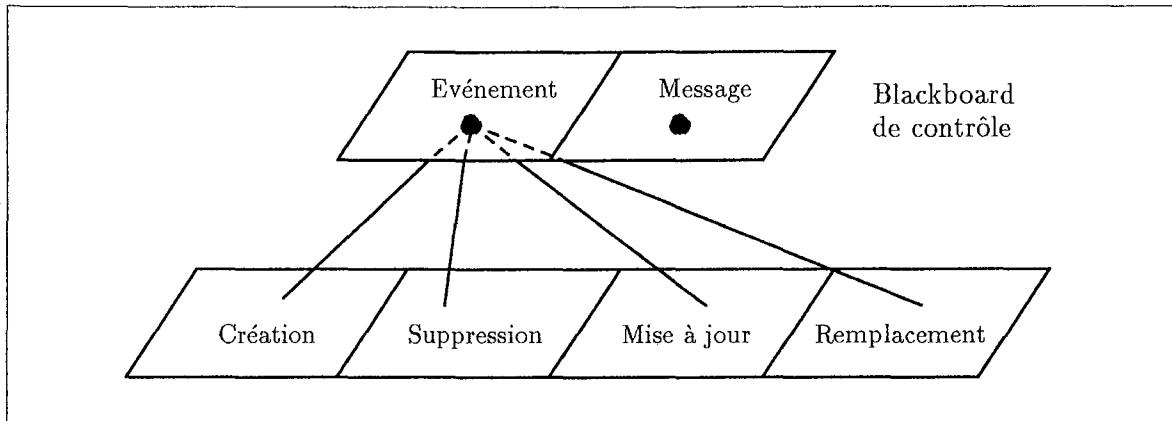 Evénement
Message
Blackboard
de contrôle
Création
Suppression
Mise à jour
Remplacement